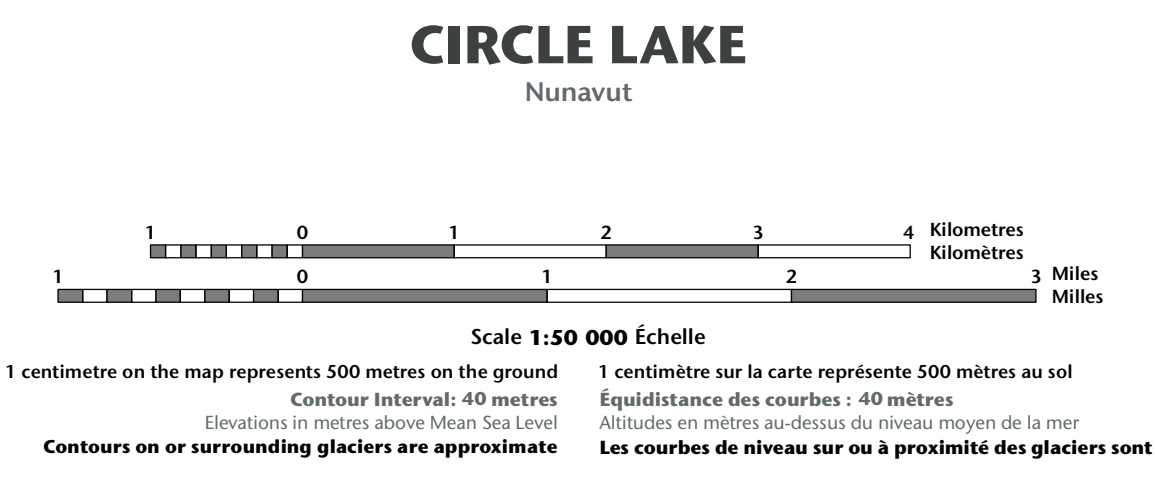 CIRCLE LAKE
Nunavut
1 0 1 2 3 4 Kilometres
Kilomètres
1 0 1 2 3 Miles
Milles
Scale 1:50 000 Échelle
1 centimetre on the map represents 500 metres on the ground
Contour Interval: 40 metres
Elevations in metres above Mean Sea Level
Contours on or surrounding glaciers are approximate
1 centimètre sur la carte représente 500 mètres au sol
Équidistance des courbes : 40 mètres
Altitudes en mètres au-dessus du niveau moyen de la mer
Les courbes de niveau sur ou à proximité des glaciers sont